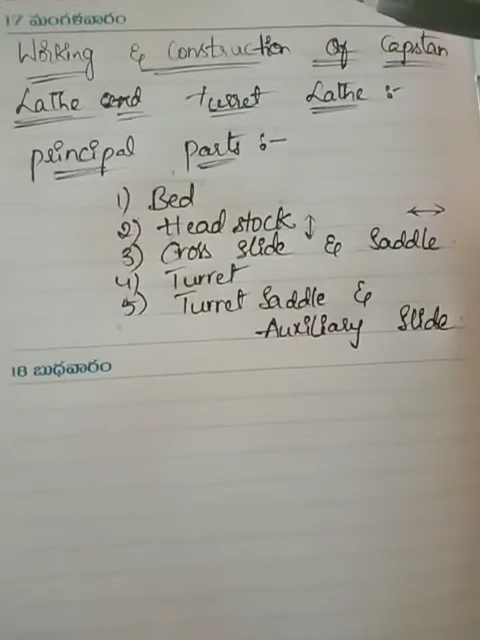 17 మంగళవారం
Working & Construction Of Capstan
Lathe and turret Lathe :-
principal parts :-
1) Bed
2) Head stock ↕
3) Cross slide & Saddle ↔
4) Turret
5) Turret Saddle &
Auxiliary slide.
18 బుధవారం